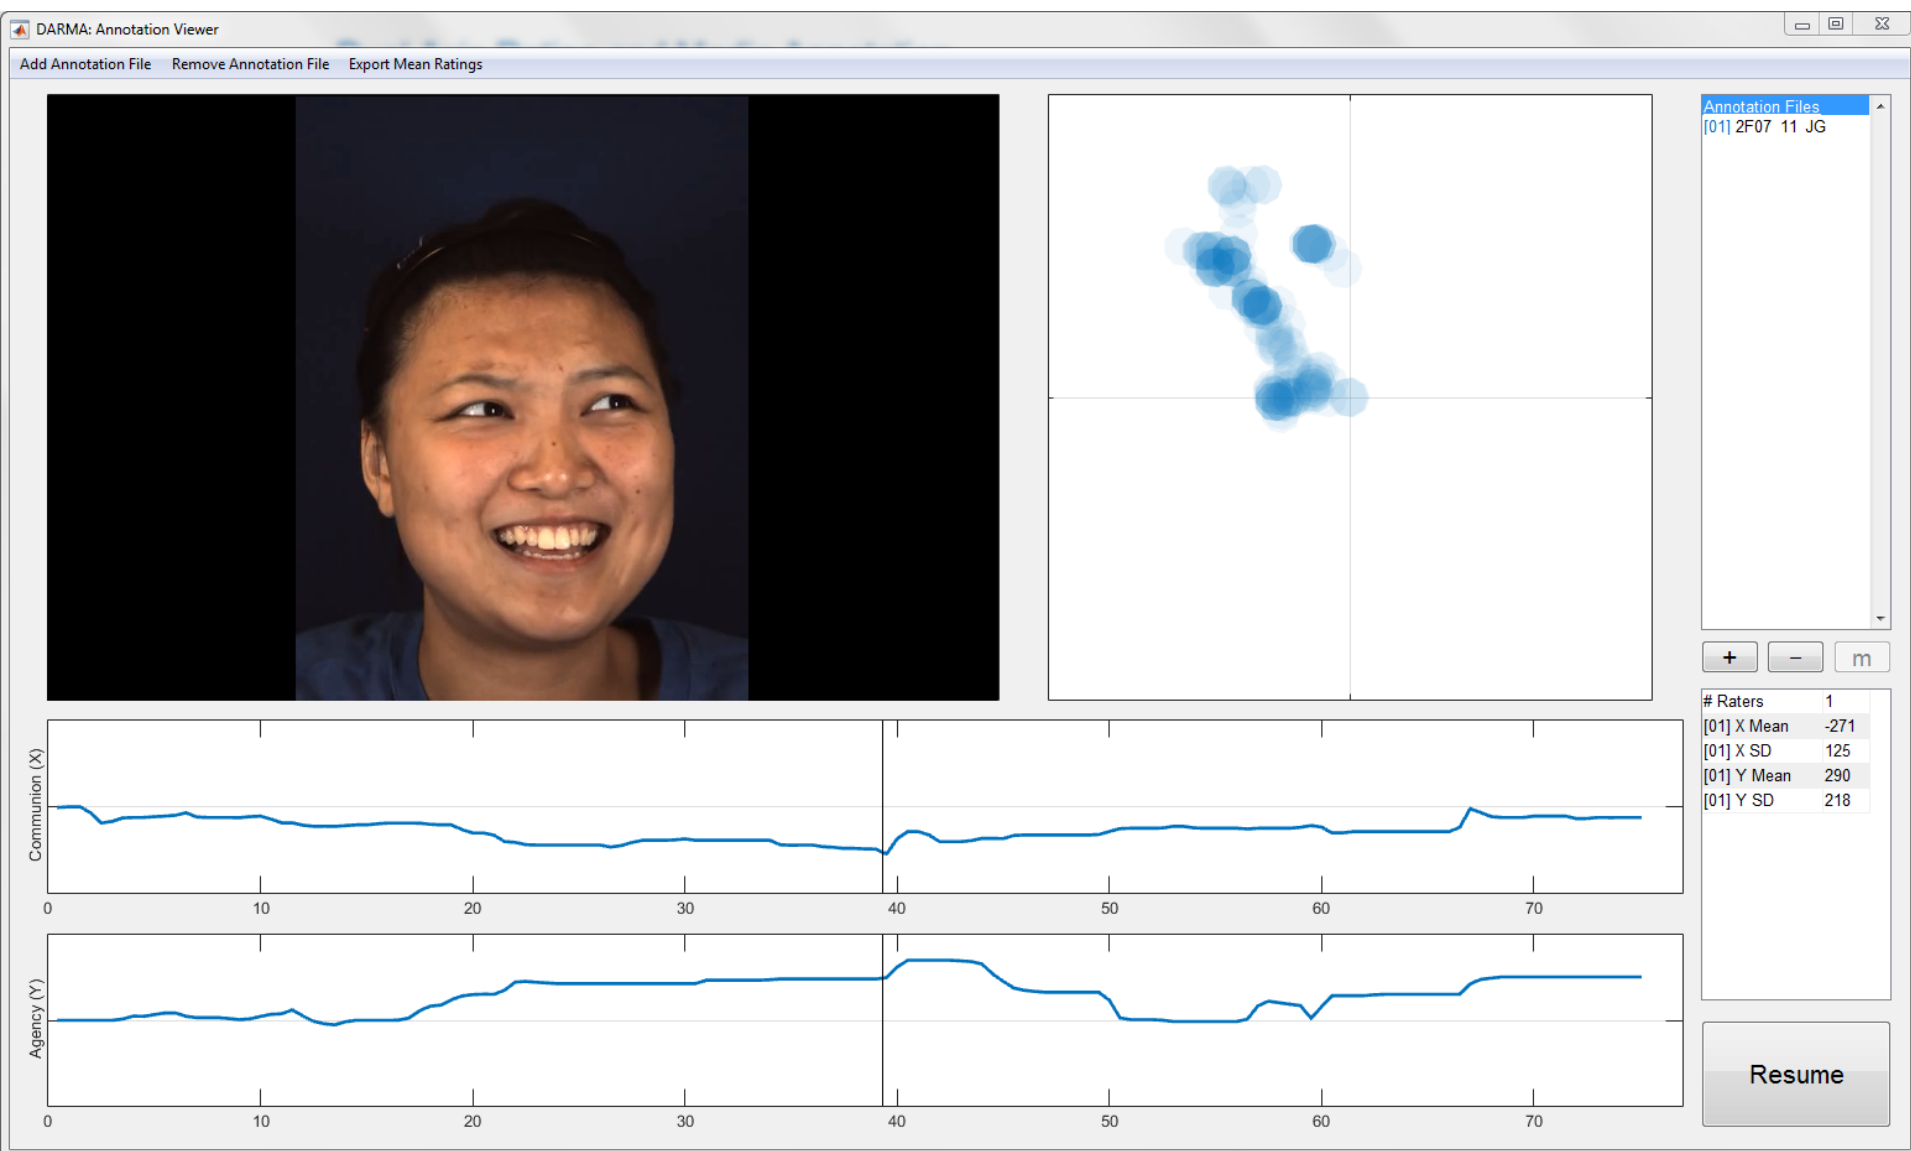 DARMA: Annotation Viewer
Add Annotation File Remove Annotation File Export Mean Ratings
Annotation Files
[01] 2F07 11 JG
+ − m
# Raters 1
[01] X Mean -271
[01] X SD 125
[01] Y Mean 290
[01] Y SD 218
Communion (X)
0 10 20 30 40 50 60 70
Agency (Y)
0 10 20 30 40 50 60 70
Resume